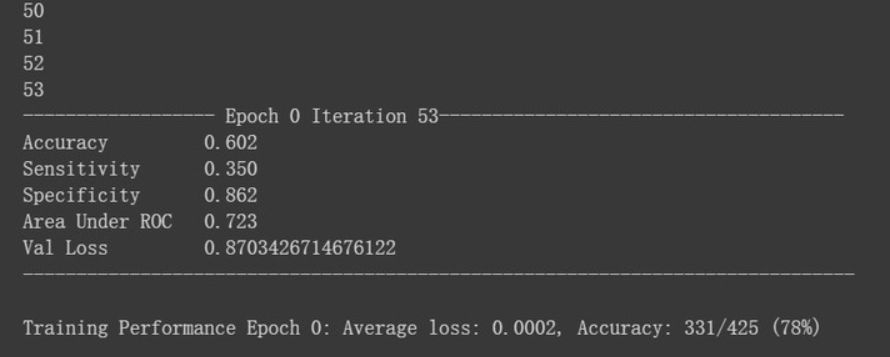 50
51
52
53
------------------ Epoch 0 Iteration 53--------------------------------------
Accuracy         0.602
Sensitivity      0.350
Specificity      0.862
Area Under ROC   0.723
Val Loss         0.8703426714676122
------------------------------------------------------------------------------
Training Performance Epoch 0: Average loss: 0.0002, Accuracy: 331/425 (78%)